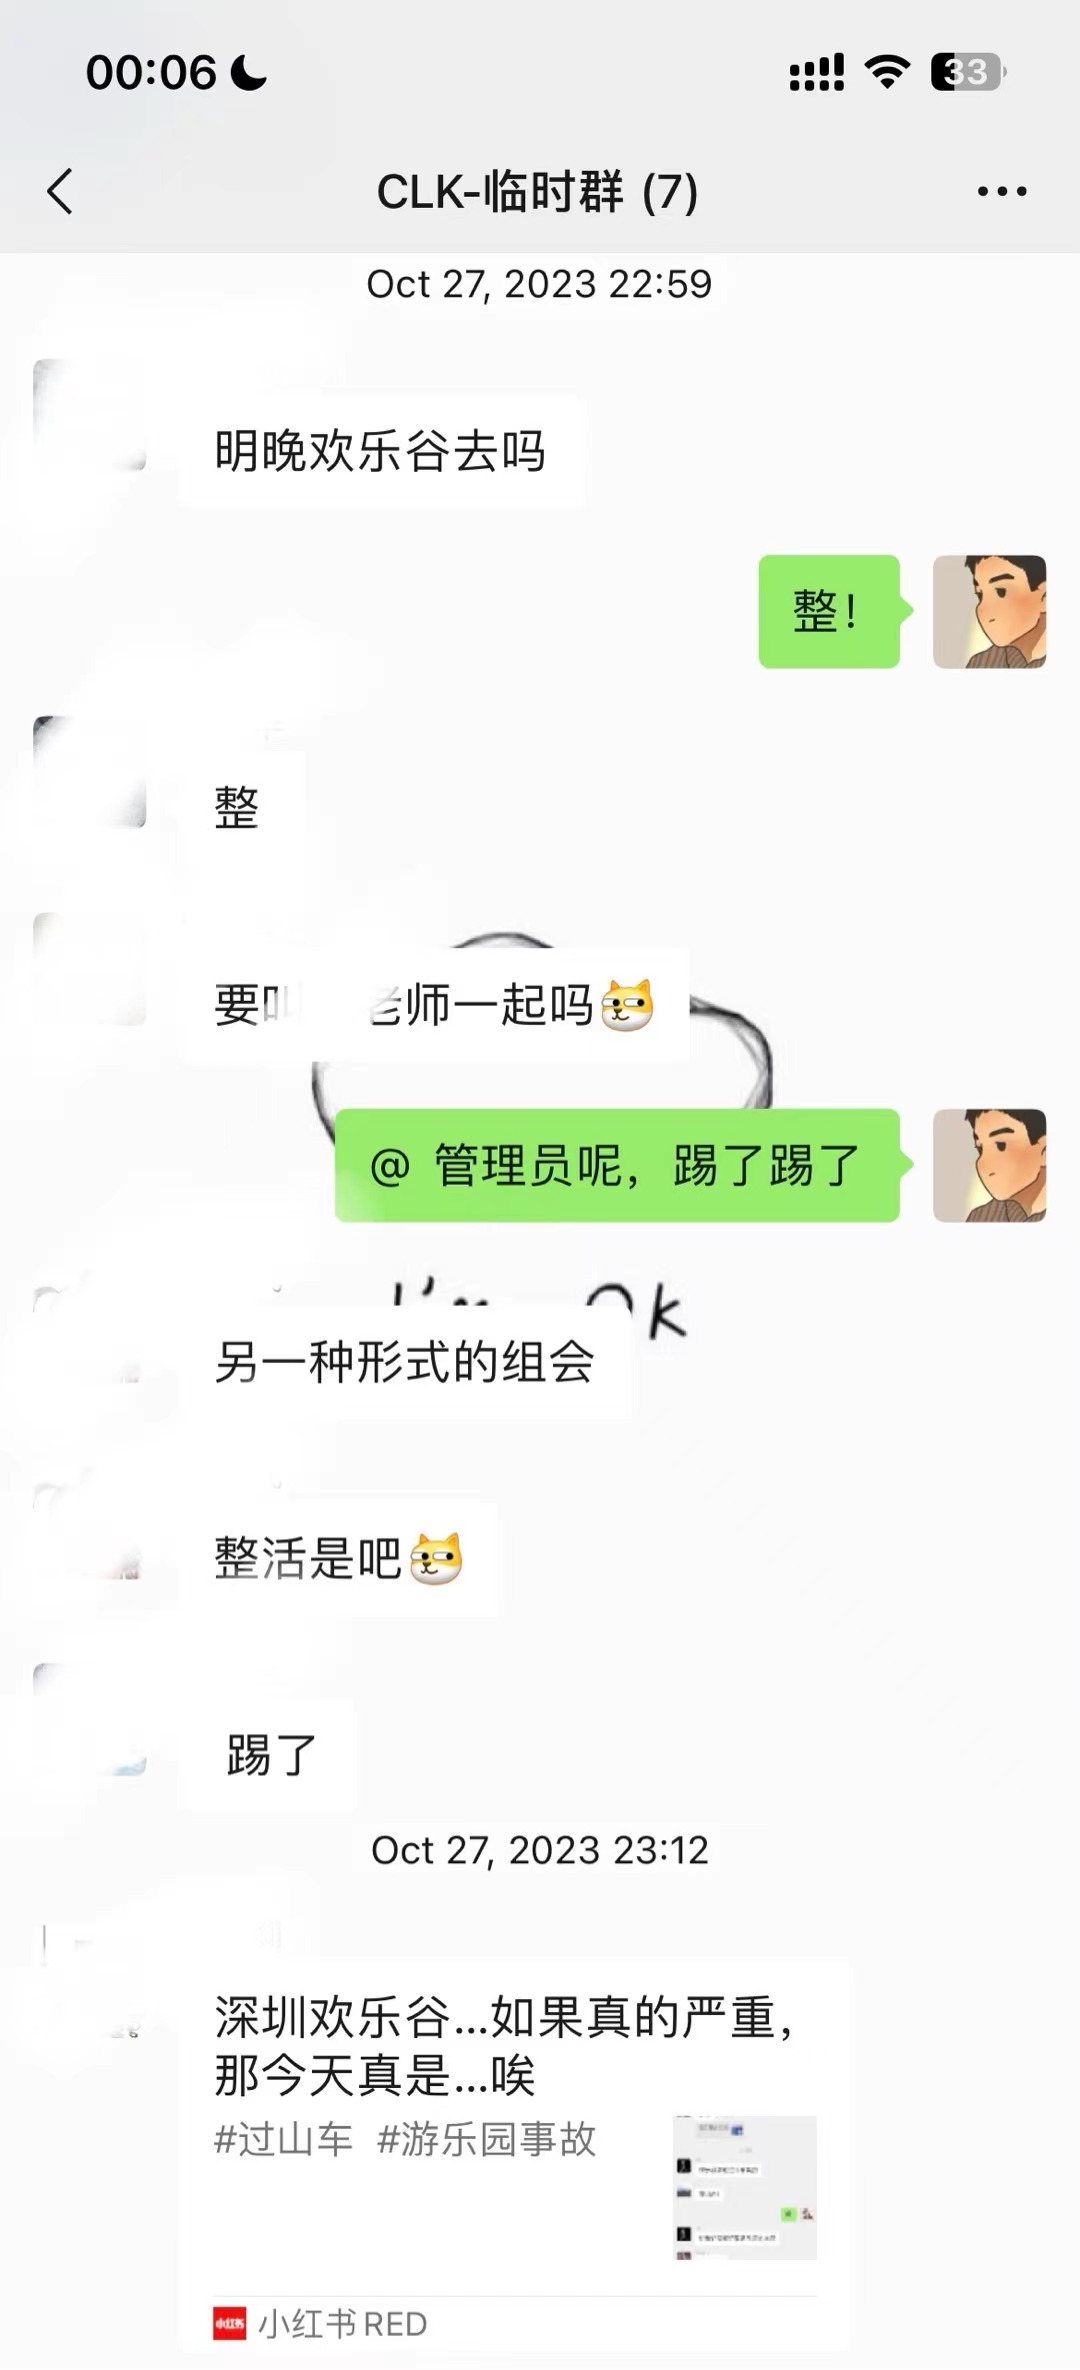 00:06
33
CLK-临时群 (7)
Oct 27, 2023 22:59
明晚欢乐谷去吗
整！
整
要叫 老师一起吗
@ 管理员呢，踢了踢了
I'm Ok
另一种形式的组会
整活是吧
踢了
Oct 27, 2023 23:12
深圳欢乐谷...如果真的严重，
那今天真是...唉
#过山车 #游乐园事故
小红书
小红书 RED